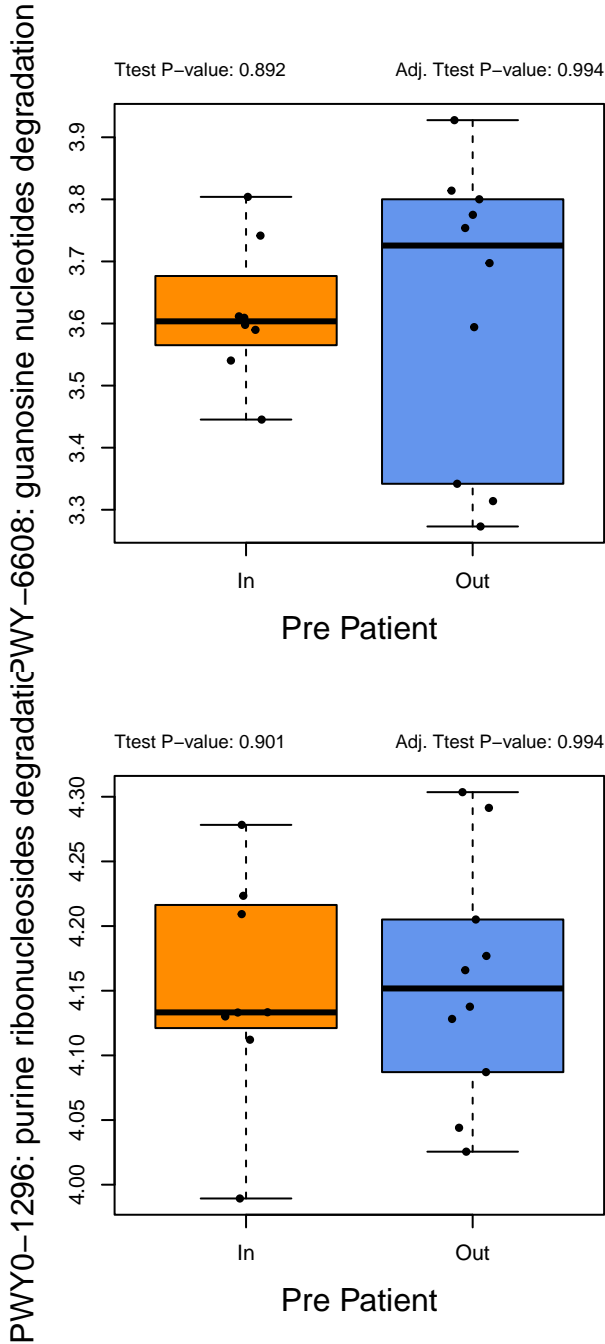 PWY−6608: guanosine nucleotides degradation
Ttest P−value: 0.892
Adj. Ttest P−value: 0.994
3.9
3.8
3.7
3.6
3.5
3.4
3.3
In
Out
Pre Patient
PWY0−1296: purine ribonucleosides degradatic
Ttest P−value: 0.901
Adj. Ttest P−value: 0.994
4.30
4.25
4.20
4.15
4.10
4.05
4.00
In
Out
Pre Patient